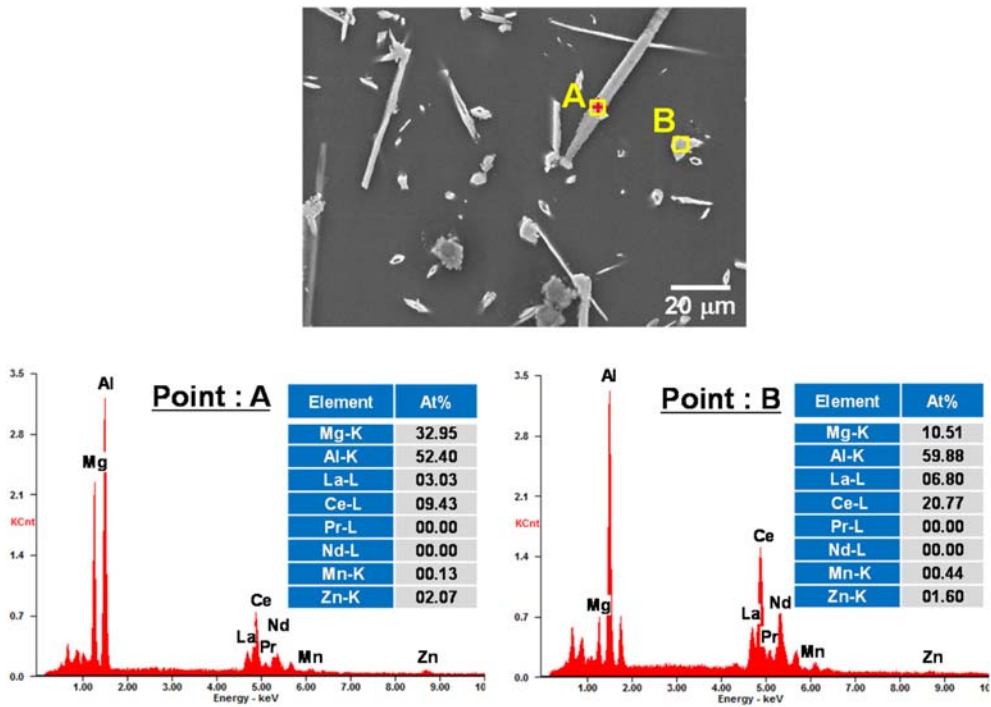 A
B
20 μm
Point : A
Element At%
Mg-K 32.95
Al-K 52.40
La-L 03.03
Ce-L 09.43
Pr-L 00.00
Nd-L 00.00
Mn-K 00.13
Zn-K 02.07
3.5
2.8
2.1
KCnt
1.4
0.7
0.0
Al
Mg
Ce
La
Nd
Pr
Mn
Zn
1.00 2.00 3.00 4.00 5.00 6.00 7.00 8.00 9.00 10
Energy - keV
Point : B
Element At%
Mg-K 10.51
Al-K 59.88
La-L 06.80
Ce-L 20.77
Pr-L 00.00
Nd-L 00.00
Mn-K 00.44
Zn-K 01.60
3.5
2.8
2.1
KCnt
1.4
0.7
0.0
Al
Ce
Mg
La
Nd
Pr
Mn
Zn
1.00 2.00 3.00 4.00 5.00 6.00 7.00 8.00 9.00 10
Energy - keV